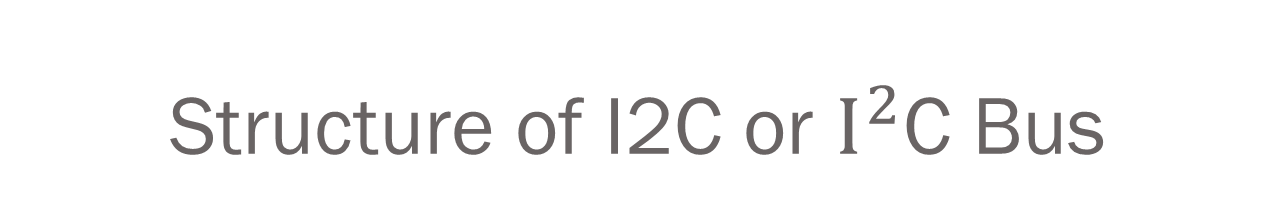 Structure of I2C or I²C Bus